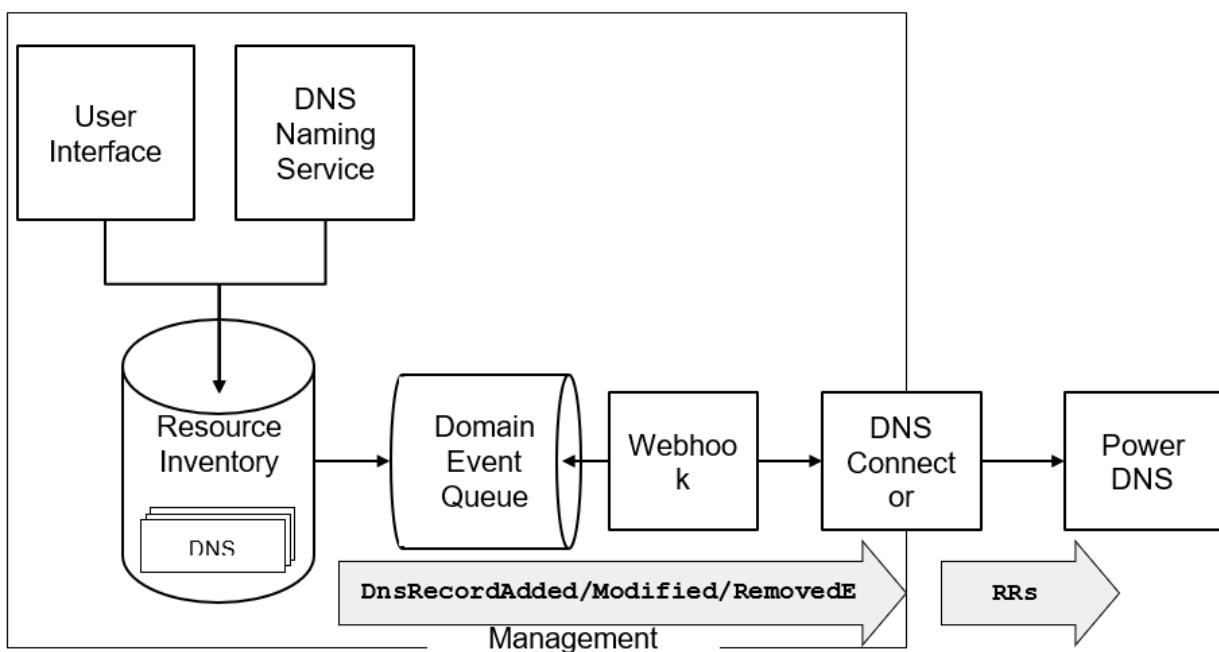 User
Interface
DNS
Naming
Service
Resource
Inventory
DNS
Domain
Event
Queue
Webhoo
k
DNS
Connect
or
Power
DNS
DnsRecordAdded/Modified/RemovedE
RRs
Management